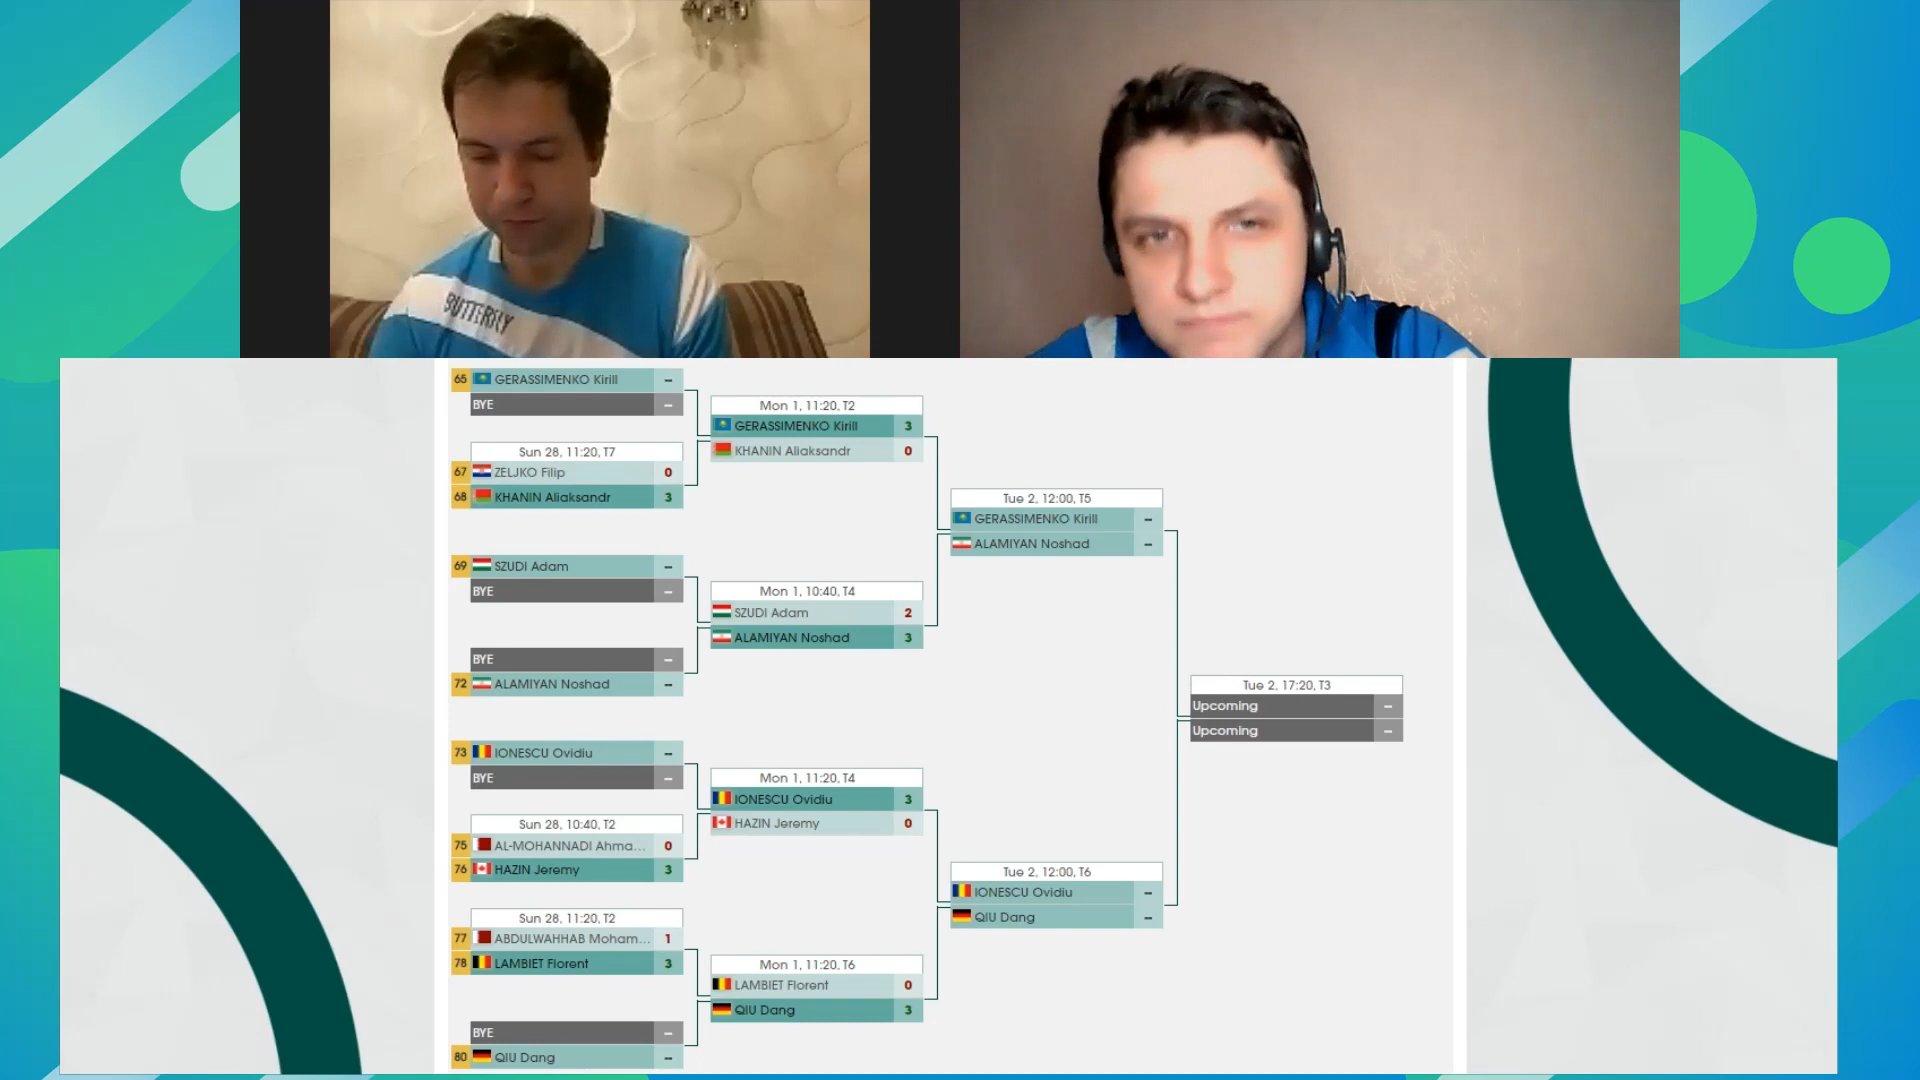 BUTTERFLY
65 GERASSIMENKO Kirill --
BYE --
Sun 28, 11:20, T7
67 ZELJKO Filip 0
68 KHANIN Aliaksandr 3
69 SZUDI Adam --
BYE --
BYE --
72 ALAMIYAN Noshad --
73 IONESCU Ovidiu --
BYE --
Sun 28, 10:40, T2
75 AL-MOHANNADI Ahma... 0
76 HAZIN Jeremy 3
Sun 28, 11:20, T2
77 ABDULWAHHAB Moham... 1
78 LAMBIET Florent 3
BYE --
80 QIU Dang --
Mon 1, 11:20, T2
GERASSIMENKO Kirill 3
KHANIN Aliaksandr 0
Mon 1, 10:40, T4
SZUDI Adam 2
ALAMIYAN Noshad 3
Mon 1, 11:20, T4
IONESCU Ovidiu 3
HAZIN Jeremy 0
Mon 1, 11:20, T6
LAMBIET Florent 0
QIU Dang 3
Tue 2, 12:00, T5
GERASSIMENKO Kirill --
ALAMIYAN Noshad --
Tue 2, 12:00, T6
IONESCU Ovidiu --
QIU Dang --
Tue 2, 17:20, T3
Upcoming --
Upcoming --